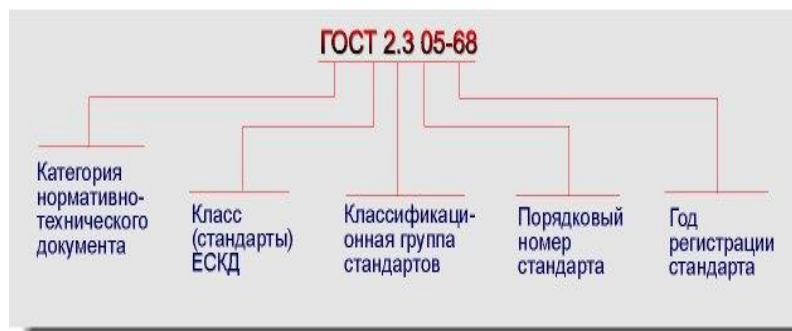 ГОСТ 2.3 05-68
Категория
нормативно-
технического
документа
Класс
(стандарты)
ЕСКД
Классификаци-
онная группа
стандартов
Порядковый
номер
стандарта
Год
регистрации
стандарта